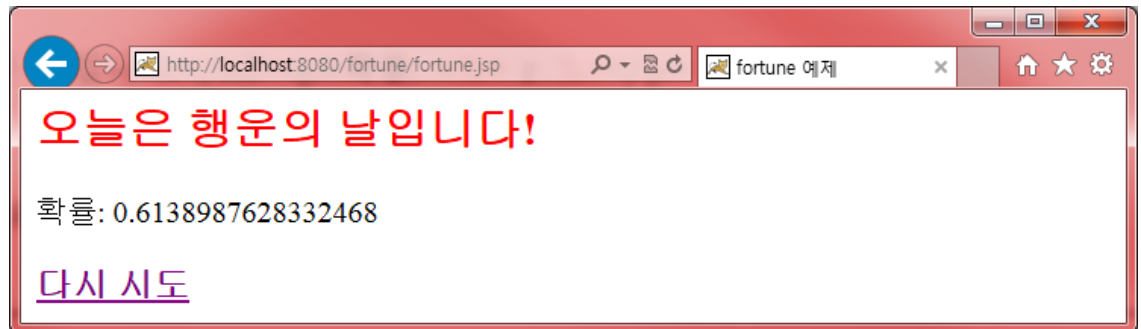 http://localhost:8080/fortune/fortune.jsp
fortune 예제
오늘은 행운의 날입니다!
확률: 0.6138987628332468
다시 시도